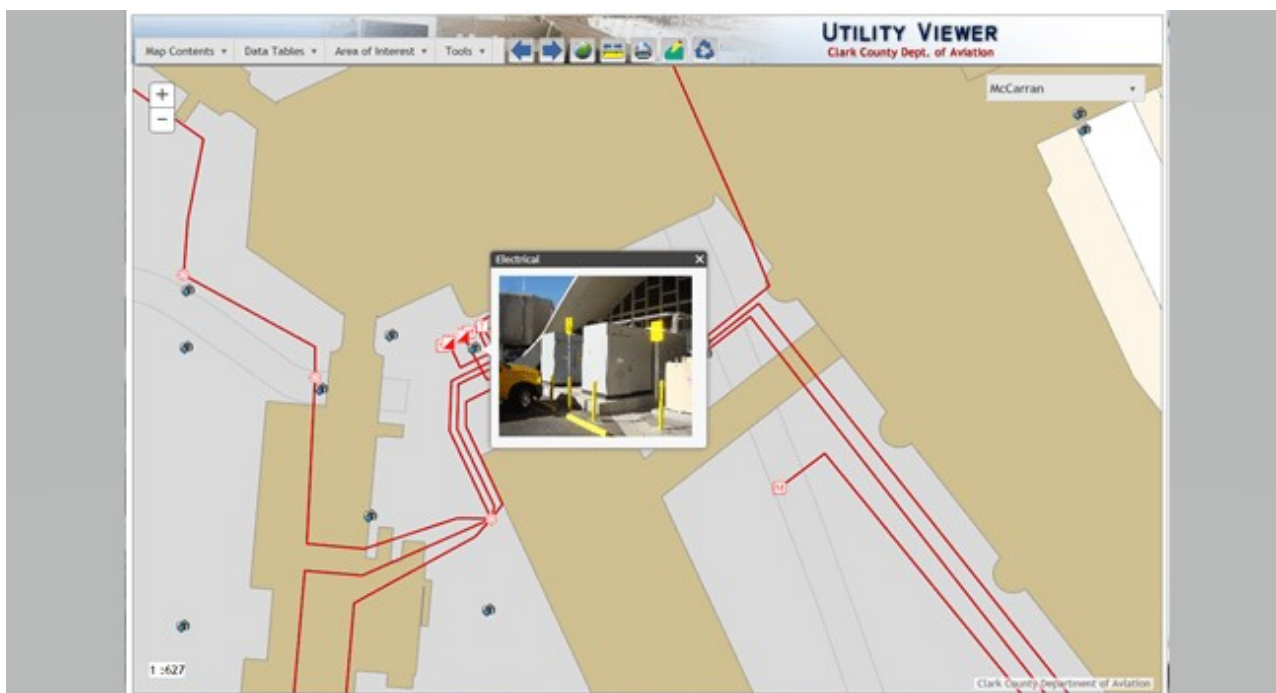 UTILITY VIEWER
Clark County Dept. of Aviation
Map Contents
Data Tables
Area of Interest
Tools
McCarran
+
−
Electrical
1 :627
Clark County Department of Aviation